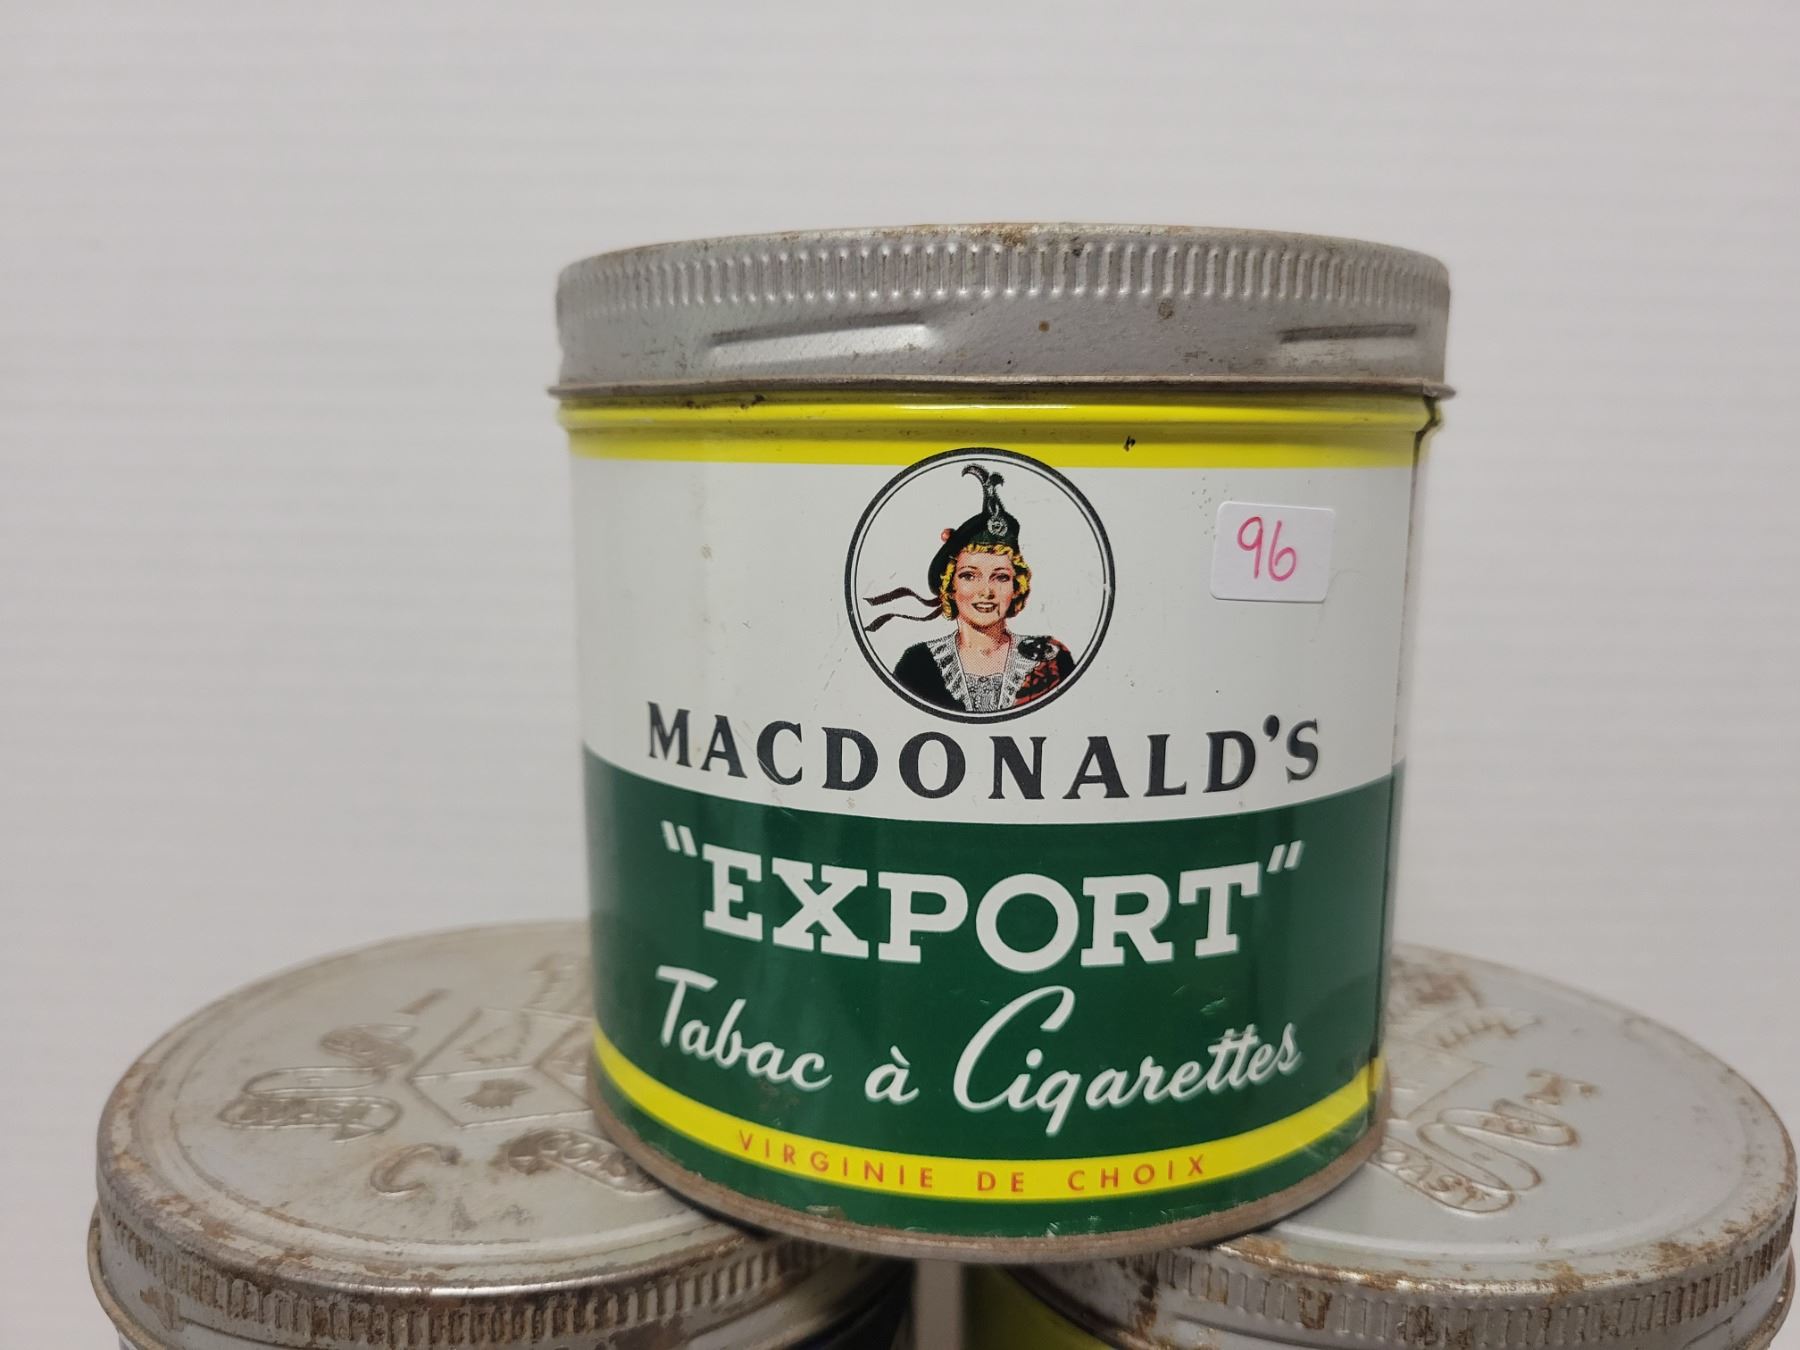 96
MACDONALD'S
"EXPORT"
Tabac à Cigarettes
VIRGINIE DE CHOIX